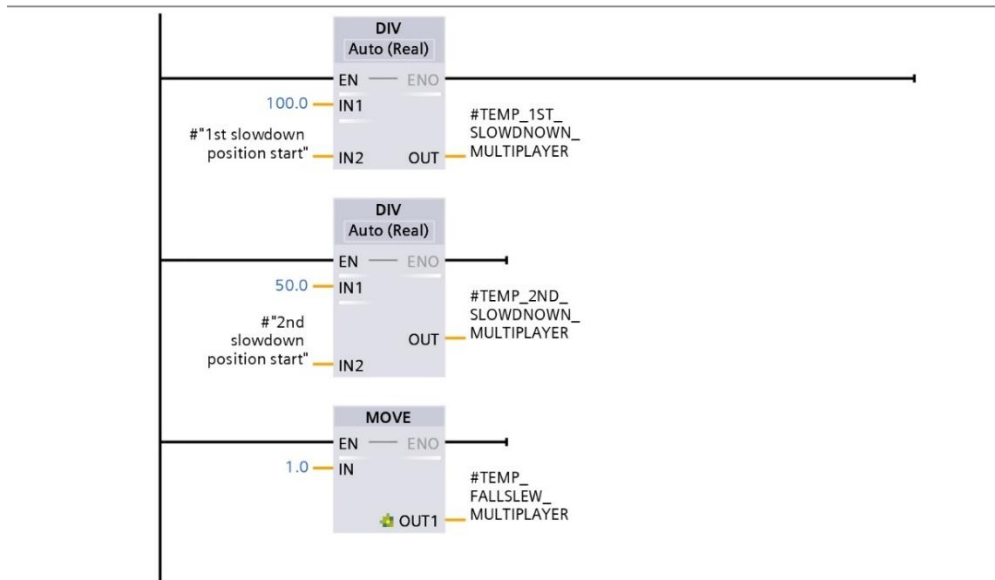 DIV
Auto (Real)
EN
ENO
100.0
IN1
#TEMP_1ST_
SLOWDNOWN_
MULTIPLAYER
#"1st slowdown
position start"
IN2
OUT
DIV
Auto (Real)
EN
ENO
50.0
IN1
#TEMP_2ND_
SLOWDNOWN_
MULTIPLAYER
#"2nd
slowdown
position start"
OUT
IN2
MOVE
EN
ENO
1.0
IN
#TEMP_
FALLSLEW_
MULTIPLAYER
OUT1